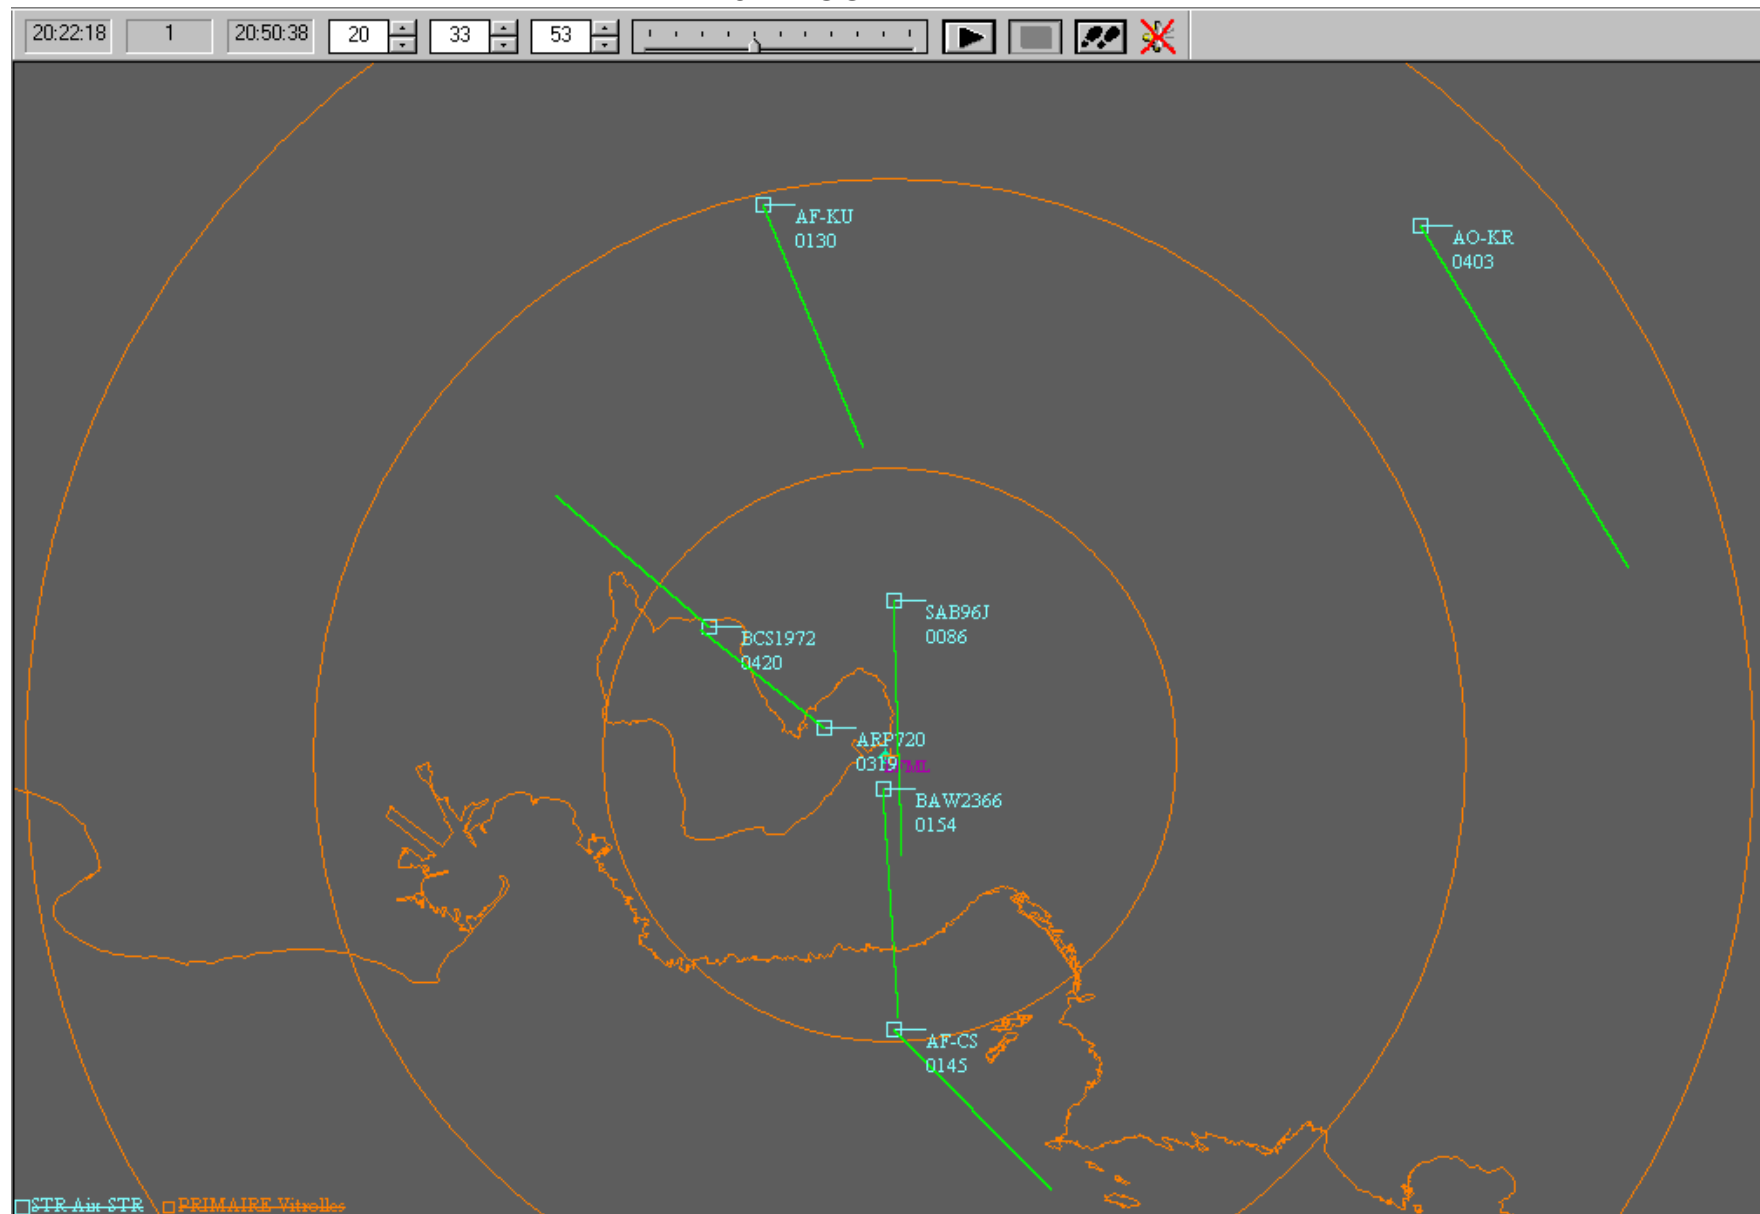 20:22:18 1 20:50:38 20 33 53
AF-KU
0130
AO-KR
0403
SAB96J
0086
BCS1972
0420
ARP720
0319
BAW2366
0154
AF-CS
0145
STR Aix STR PRIMAIRE Vitrolles